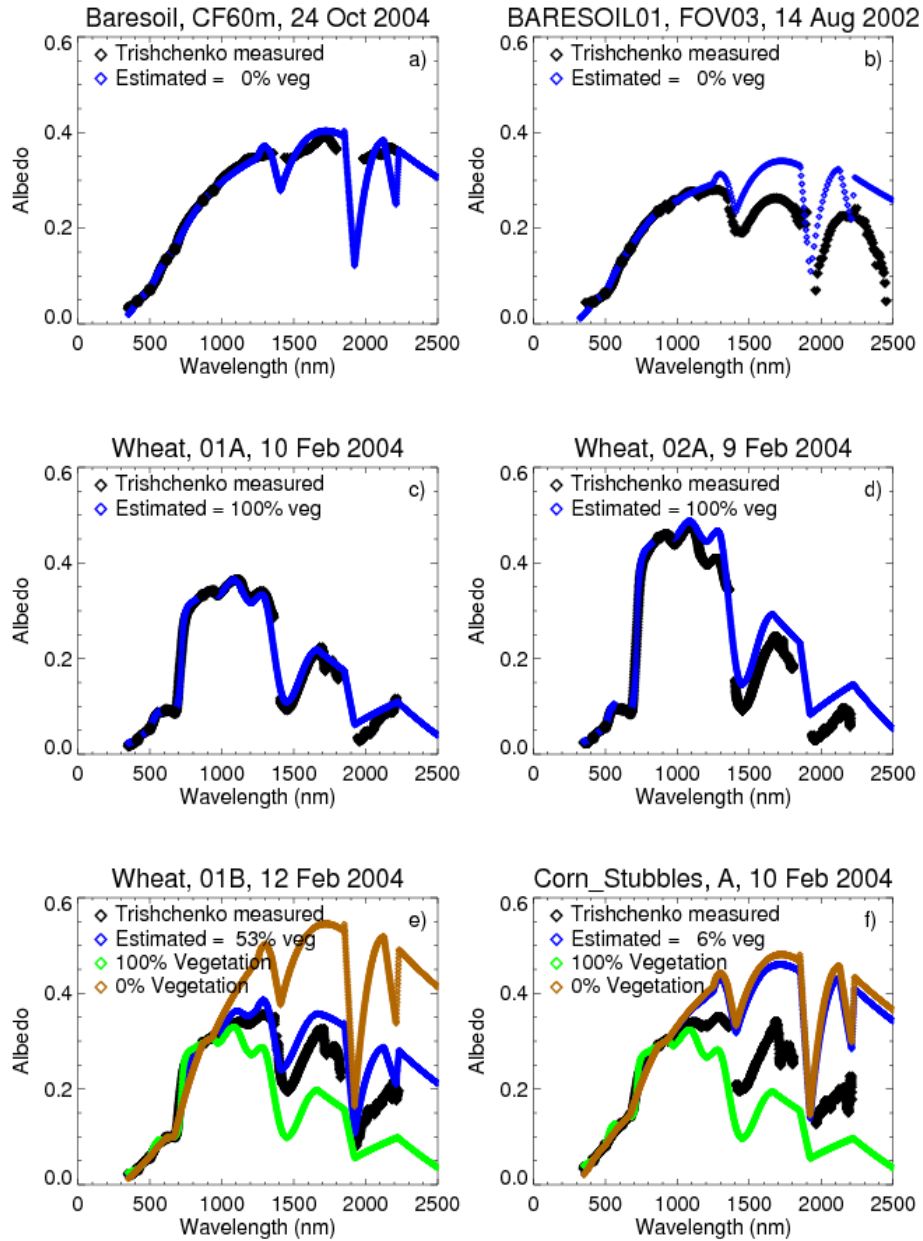 Baresoil, CF60m, 24 Oct 2004
0.6
Trishchenko measured
a)
Estimated = 0% veg
0.4
Albedo
0.2
0.0
0 500 1000 1500 2000 2500
Wavelength (nm)
BARESOIL01, FOV03, 14 Aug 2002
0.6
Trishchenko measured
b)
Estimated = 0% veg
0.4
Albedo
0.2
0.0
0 500 1000 1500 2000 2500
Wavelength (nm)
Wheat, 01A, 10 Feb 2004
0.6
Trishchenko measured
c)
Estimated = 100% veg
0.4
Albedo
0.2
0.0
0 500 1000 1500 2000 2500
Wavelength (nm)
Wheat, 02A, 9 Feb 2004
0.6
Trishchenko measured
d)
Estimated = 100% veg
0.4
Albedo
0.2
0.0
0 500 1000 1500 2000 2500
Wavelength (nm)
Wheat, 01B, 12 Feb 2004
0.6
Trishchenko measured
e)
Estimated = 53% veg
100% Vegetation
0% Vegetation
0.4
Albedo
0.2
0.0
0 500 1000 1500 2000 2500
Wavelength (nm)
Corn_Stubbles, A, 10 Feb 2004
0.6
Trishchenko measured
f)
Estimated = 6% veg
100% Vegetation
0% Vegetation
0.4
Albedo
0.2
0.0
0 500 1000 1500 2000 2500
Wavelength (nm)